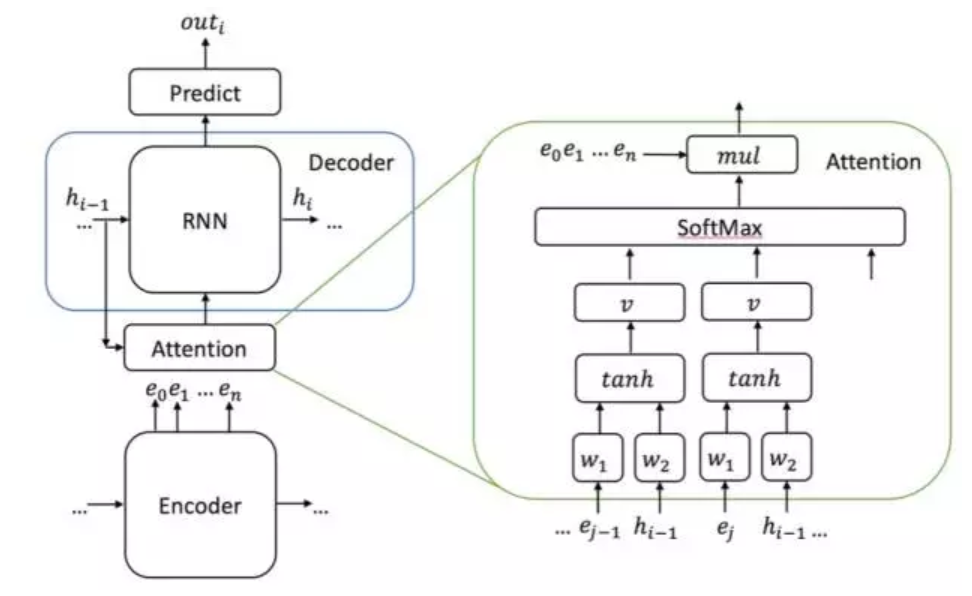 out_i
Predict
Decoder
h_{i-1}
...
RNN
h_i
...
Attention
e_0 e_1 ... e_n
...
Encoder
...
e_0 e_1 ... e_n
mul
Attention
SoftMax
v
v
tanh
tanh
w_1
w_2
w_1
w_2
... e_{j-1} h_{i-1} e_j h_{i-1} ...